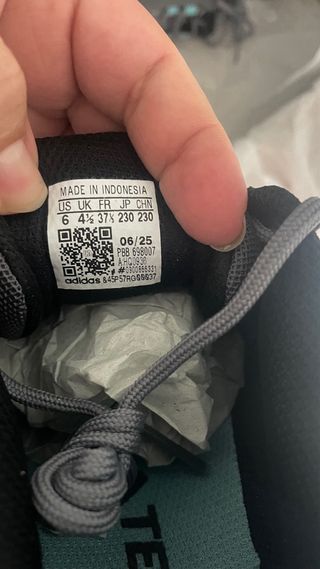 MADE IN INDONESIA
US UK FR JP CHN
6 4½ 37⅓ 230 230
06/25
PBB 698007
adidas
TE